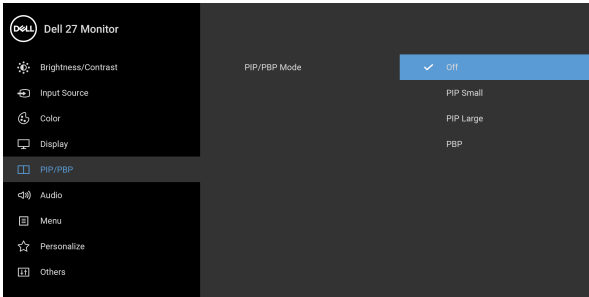 DELL
Dell 27 Monitor
Brightness/Contrast
Input Source
Color
Display
PIP/PBP
Audio
Menu
Personalize
Others
PIP/PBP Mode
Off
PIP Small
PIP Large
PBP